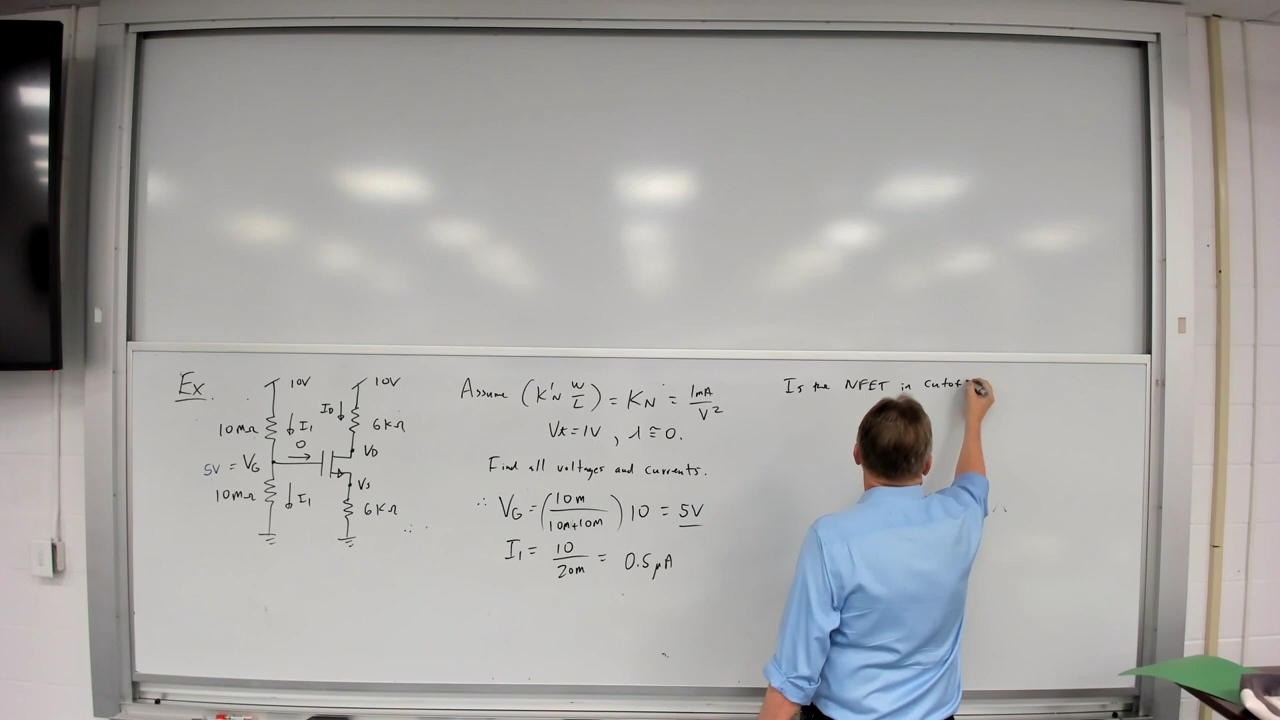 Ex.
10V
10V
I1
ID
10MΩ
6KΩ
0
VD
5V = VG
VS
10MΩ
I1
6KΩ
Assume (K'N W/L) = KN = 1mA/V²
Vt = 1V , λ ≅ 0.
Find all voltages and currents.
∴ VG = (10M/10M+10M) 10 = 5V
I1 = 10/20M = 0.5μA
Is the NFET in cutof